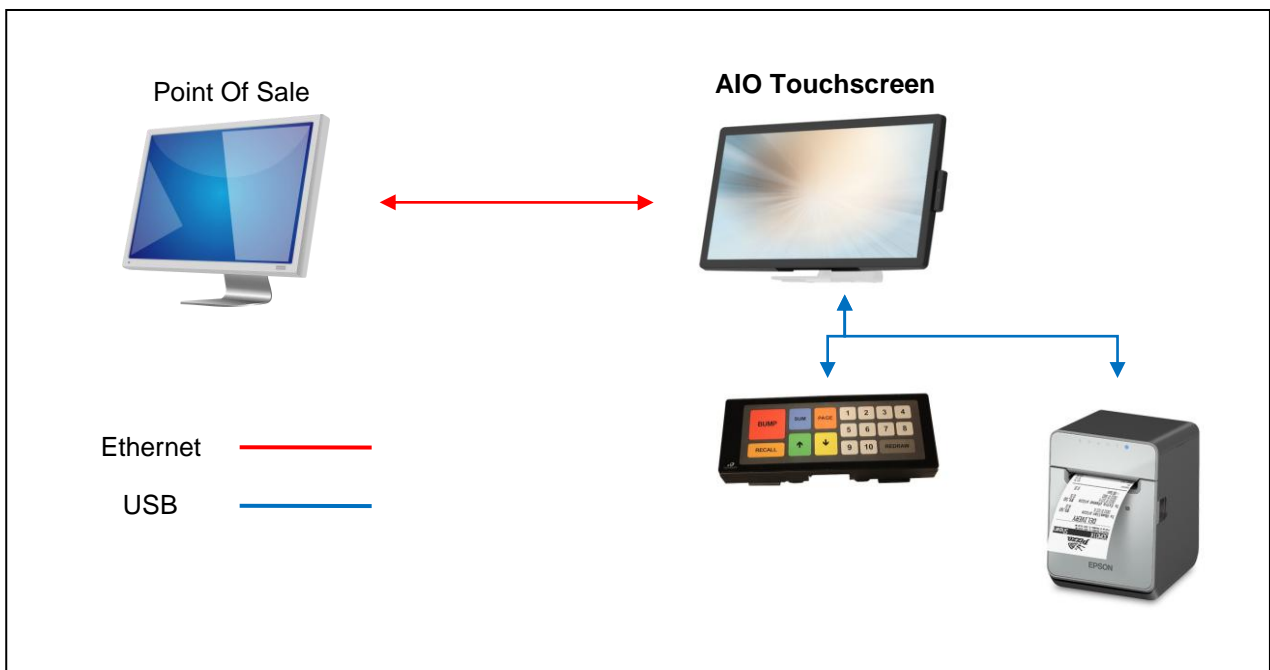 Point Of Sale
AIO Touchscreen
BUMP
SUM
PAGE
1 2 3 4
5 6 7 8
RECALL
9 10 REDRAW
Ethernet
USB
DELIVERY
EPSON